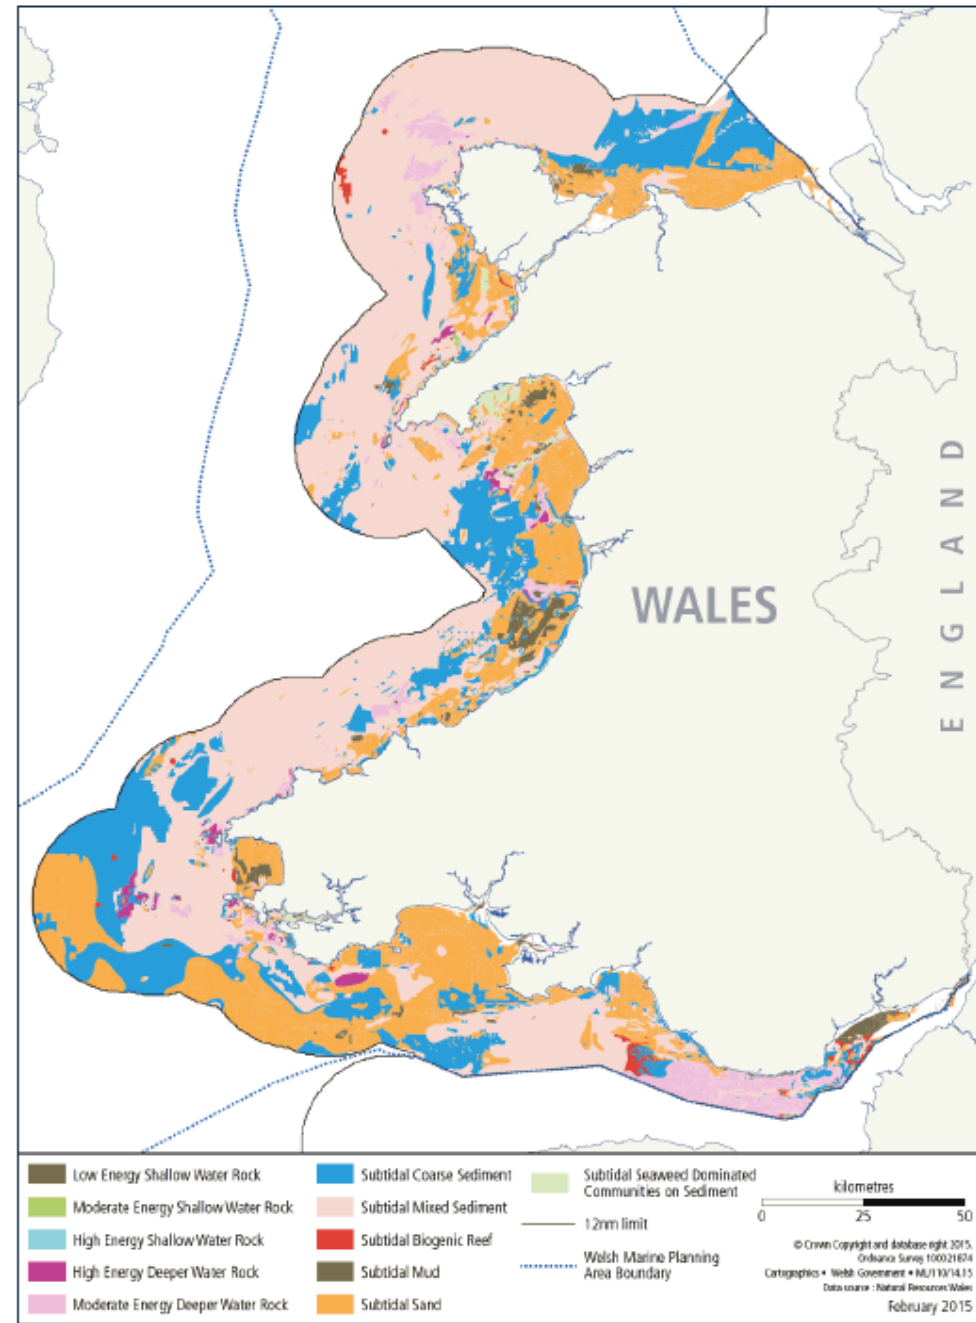 WALES
ENGLAND
Low Energy Shallow Water Rock
Moderate Energy Shallow Water Rock
High Energy Shallow Water Rock
High Energy Deeper Water Rock
Moderate Energy Deeper Water Rock
Subtidal Coarse Sediment
Subtidal Mixed Sediment
Subtidal Biogenic Reef
Subtidal Mud
Subtidal Sand
Subtidal Seaweed Dominated
Communities on Sediment
12nm limit
Welsh Marine Planning
Area Boundary
kilometres
0 25 50
© Crown Copyright and database right 2015.
Ordnance Survey 100021874
Cartographics • Welsh Government • ML/110/14.15
Data source : Natural Resources Wales
February 2015